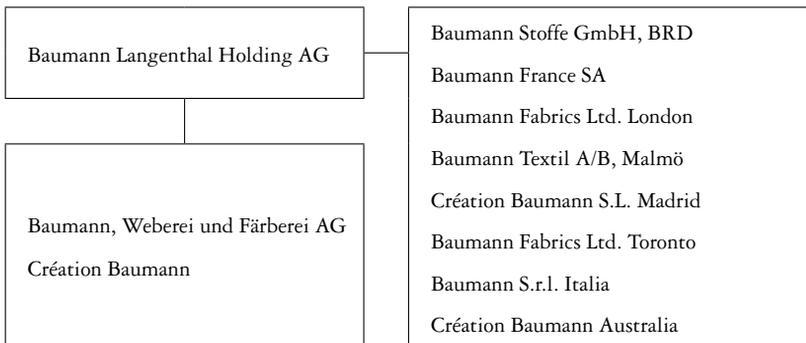 Baumann Langenthal Holding AG
Baumann, Weberei und Färberei AG
Création Baumann
Baumann Stoffe GmbH, BRD
Baumann France SA
Baumann Fabrics Ltd. London
Baumann Textil A/B, Malmö
Création Baumann S.L. Madrid
Baumann Fabrics Ltd. Toronto
Baumann S.r.l. Italia
Création Baumann Australia